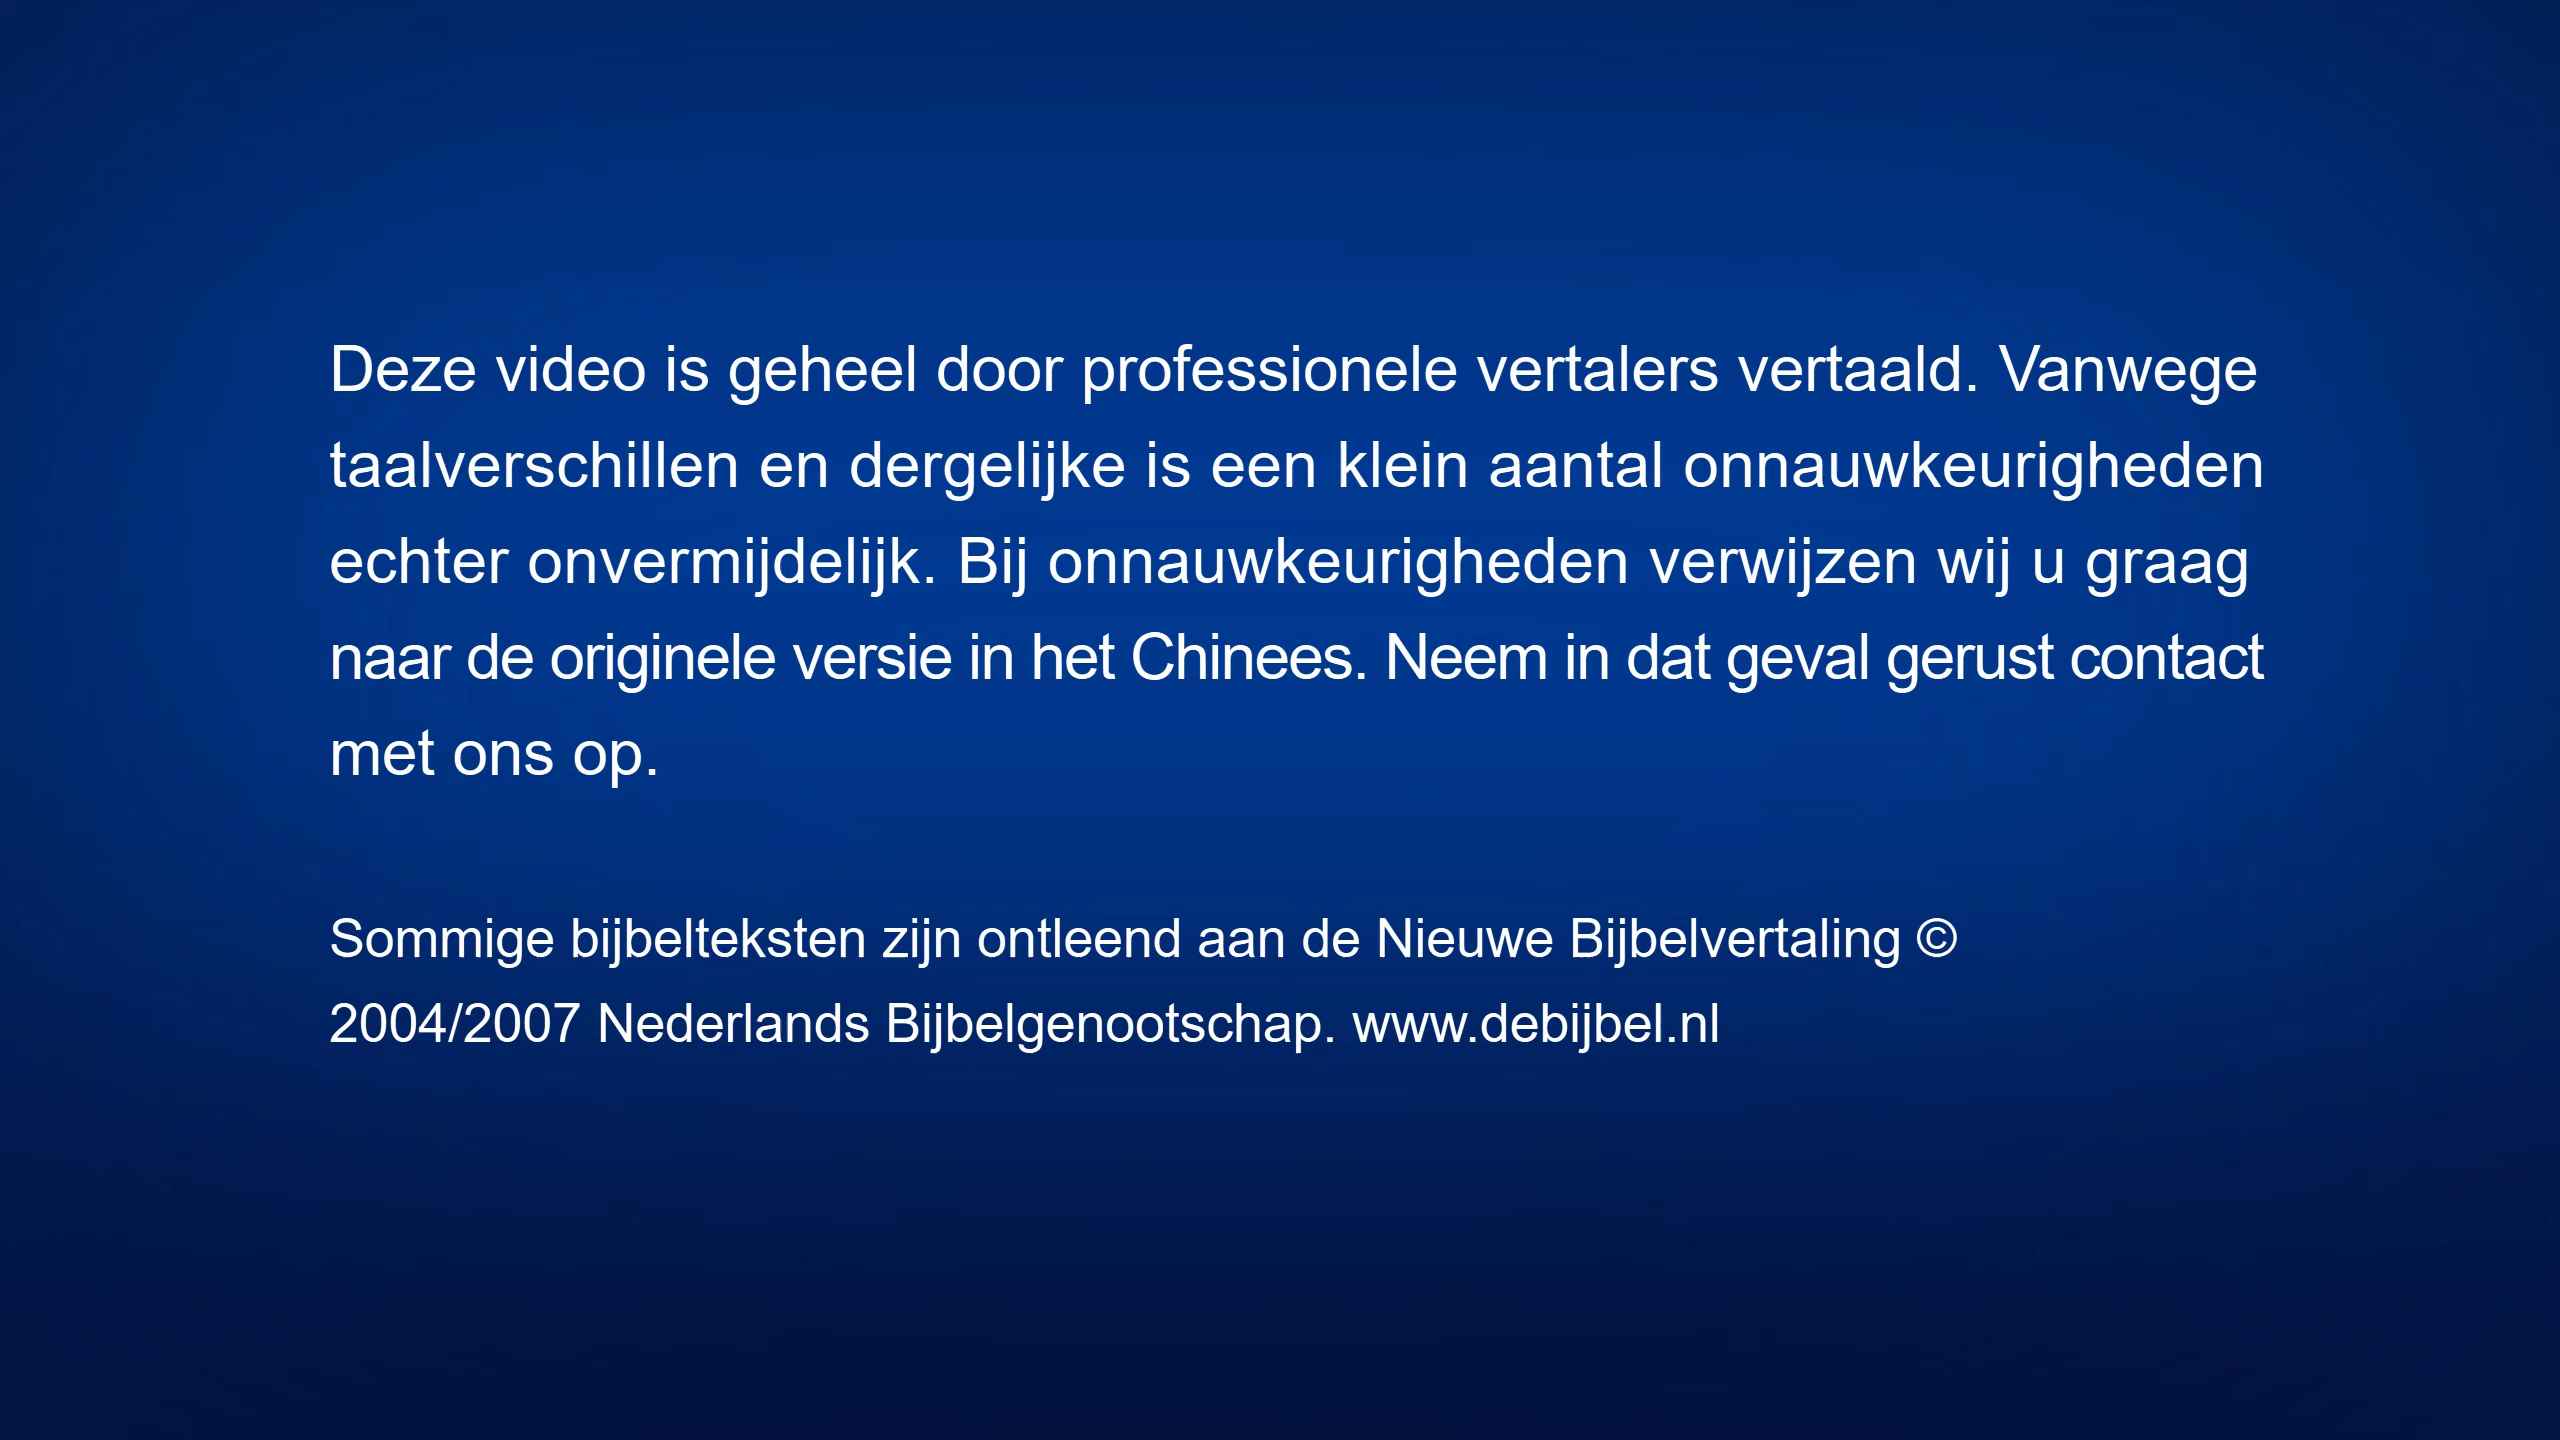 Deze video is geheel door professionele vertalers vertaald. Vanwege
taalverschillen en dergelijke is een klein aantal onnauwkeurigheden
echter onvermijdelijk. Bij onnauwkeurigheden verwijzen wij u graag
naar de originele versie in het Chinees. Neem in dat geval gerust contact
met ons op.
Sommige bijbelteksten zijn ontleend aan de Nieuwe Bijbelvertaling ©
2004/2007 Nederlands Bijbelgenootschap. www.debijbel.nl